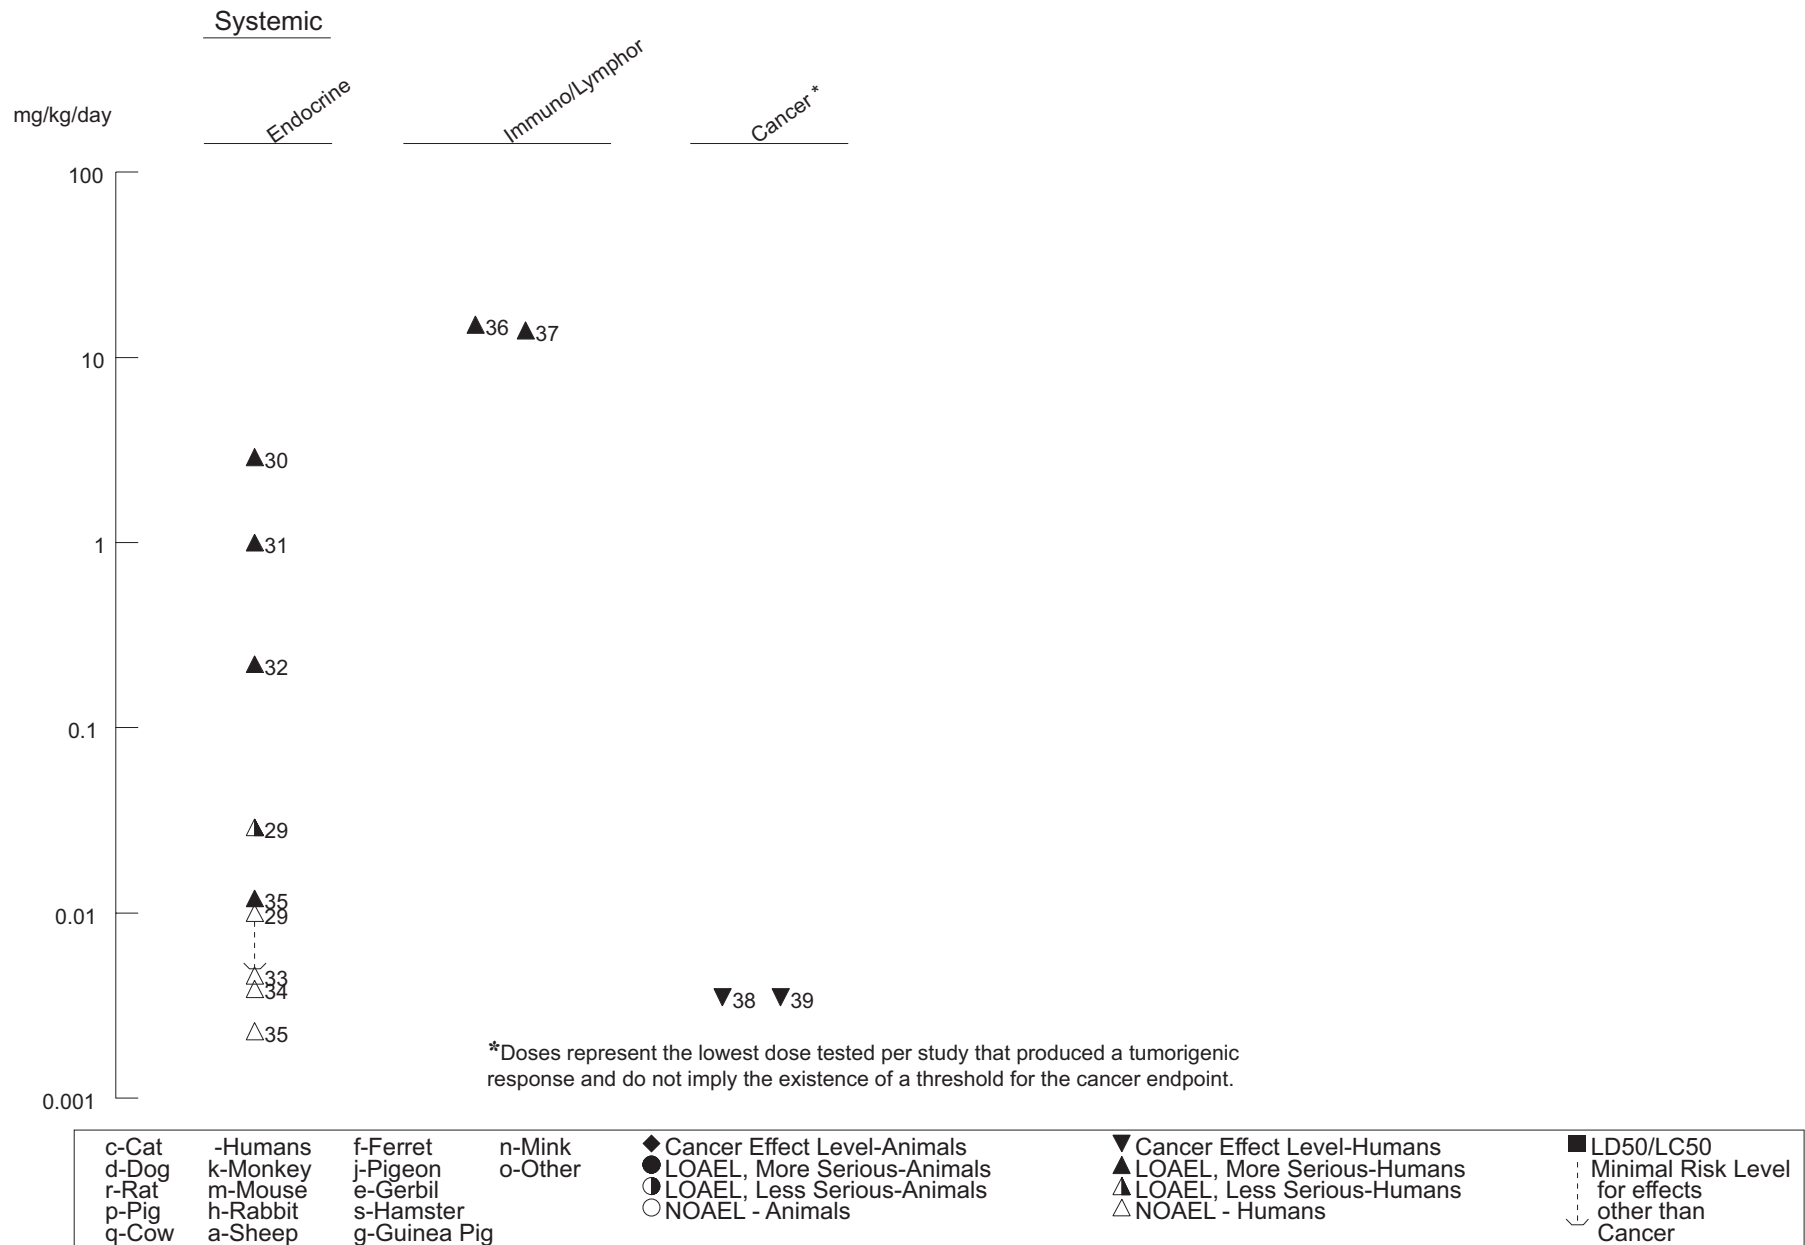 Systemic
mg/kg/day
Endocrine
Immuno/Lymphor
Cancer*
100
36
37
10
30
1
31
32
0.1
29
35
0.01
29
33
34
38
39
35
*Doses represent the lowest dose tested per study that produced a tumorigenic
response and do not imply the existence of a threshold for the cancer endpoint.
0.001
c-Cat -Humans f-Ferret n-Mink Cancer Effect Level-Animals Cancer Effect Level-Humans LD50/LC50
d-Dog k-Monkey j-Pigeon o-Other LOAEL, More Serious-Animals LOAEL, More Serious-Humans Minimal Risk Level
r-Rat m-Mouse e-Gerbil LOAEL, Less Serious-Animals LOAEL, Less Serious-Humans for effects
p-Pig h-Rabbit s-Hamster NOAEL - Animals NOAEL - Humans other than
q-Cow a-Sheep g-Guinea Pig Cancer